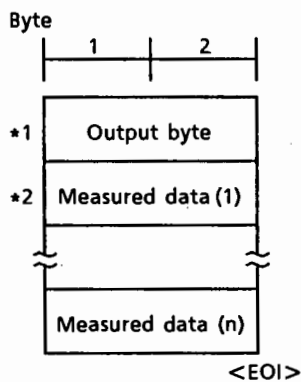 Byte
1 2
*1 Output byte
*2 Measured data (1)
Measured data (n)
<EOI>